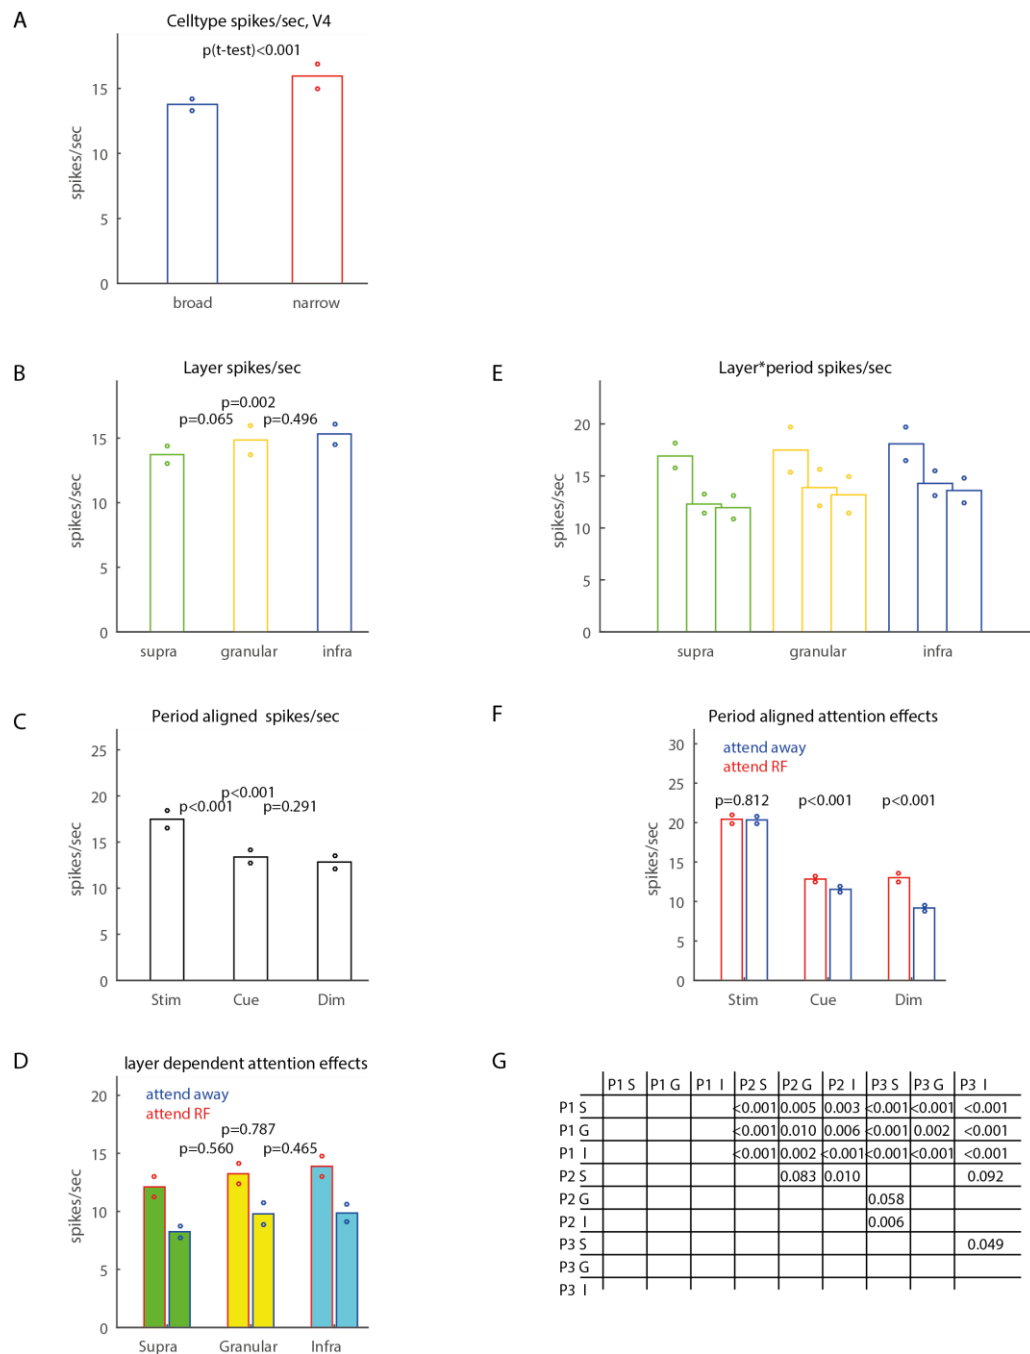 A
Celltype spikes/sec, V4
p(t-test)<0.001
15
10
5
0
spikes/sec
broad narrow
B
Layer spikes/sec
p=0.002
p=0.065 p=0.496
15
10
5
0
spikes/sec
supra granular infra
E
Layer*period spikes/sec
20
15
10
5
0
spikes/sec
supra granular infra
C
Period aligned spikes/sec
25
20
15
10
5
0
p<0.001
p<0.001 p=0.291
spikes/sec
Stim Cue Dim
F
Period aligned attention effects
attend away
attend RF
p=0.812 p<0.001 p<0.001
30
25
20
15
10
5
0
spikes/sec
Stim Cue Dim
D
layer dependent attention effects
attend away
attend RF
p=0.787
p=0.560 p=0.465
20
15
10
5
0
spikes/sec
Supra Granular Infra
G
P1 S P1 G P1 I P2 S P2 G P2 I P3 S P3 G P3 I
P1 S <0.001 0.005 0.003 <0.001 <0.001 <0.001
P1 G <0.001 0.010 0.006 <0.001 0.002 <0.001
P1 I <0.001 0.002 <0.001 <0.001 <0.001 <0.001
P2 S 0.083 0.010 0.092
P2 G 0.058
P2 I 0.006
P3 S 0.049
P3 G
P3 I